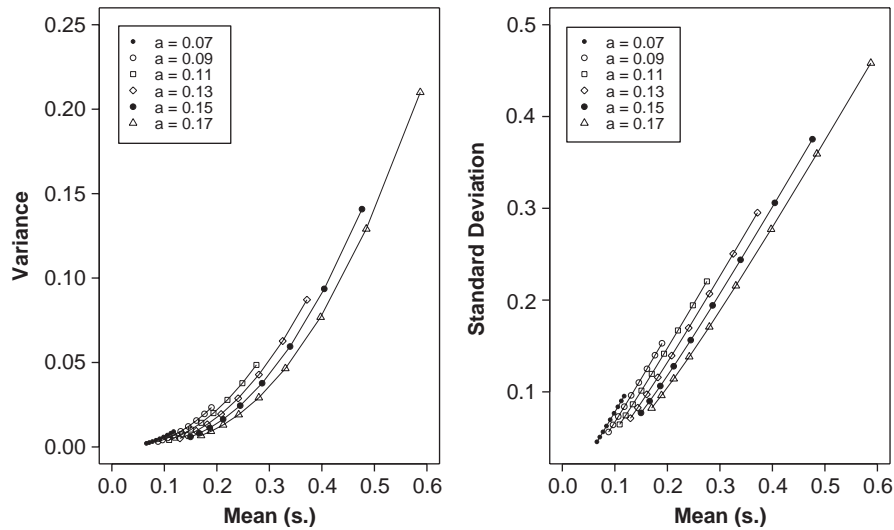 0.25
0.20
0.15
0.10
0.05
0.00
Variance
a = 0.07
a = 0.09
a = 0.11
a = 0.13
a = 0.15
a = 0.17
0.0 0.1 0.2 0.3 0.4 0.5 0.6
Mean (s.)
0.5
0.4
0.3
0.2
0.1
Standard Deviation
a = 0.07
a = 0.09
a = 0.11
a = 0.13
a = 0.15
a = 0.17
0.0 0.1 0.2 0.3 0.4 0.5 0.6
Mean (s.)